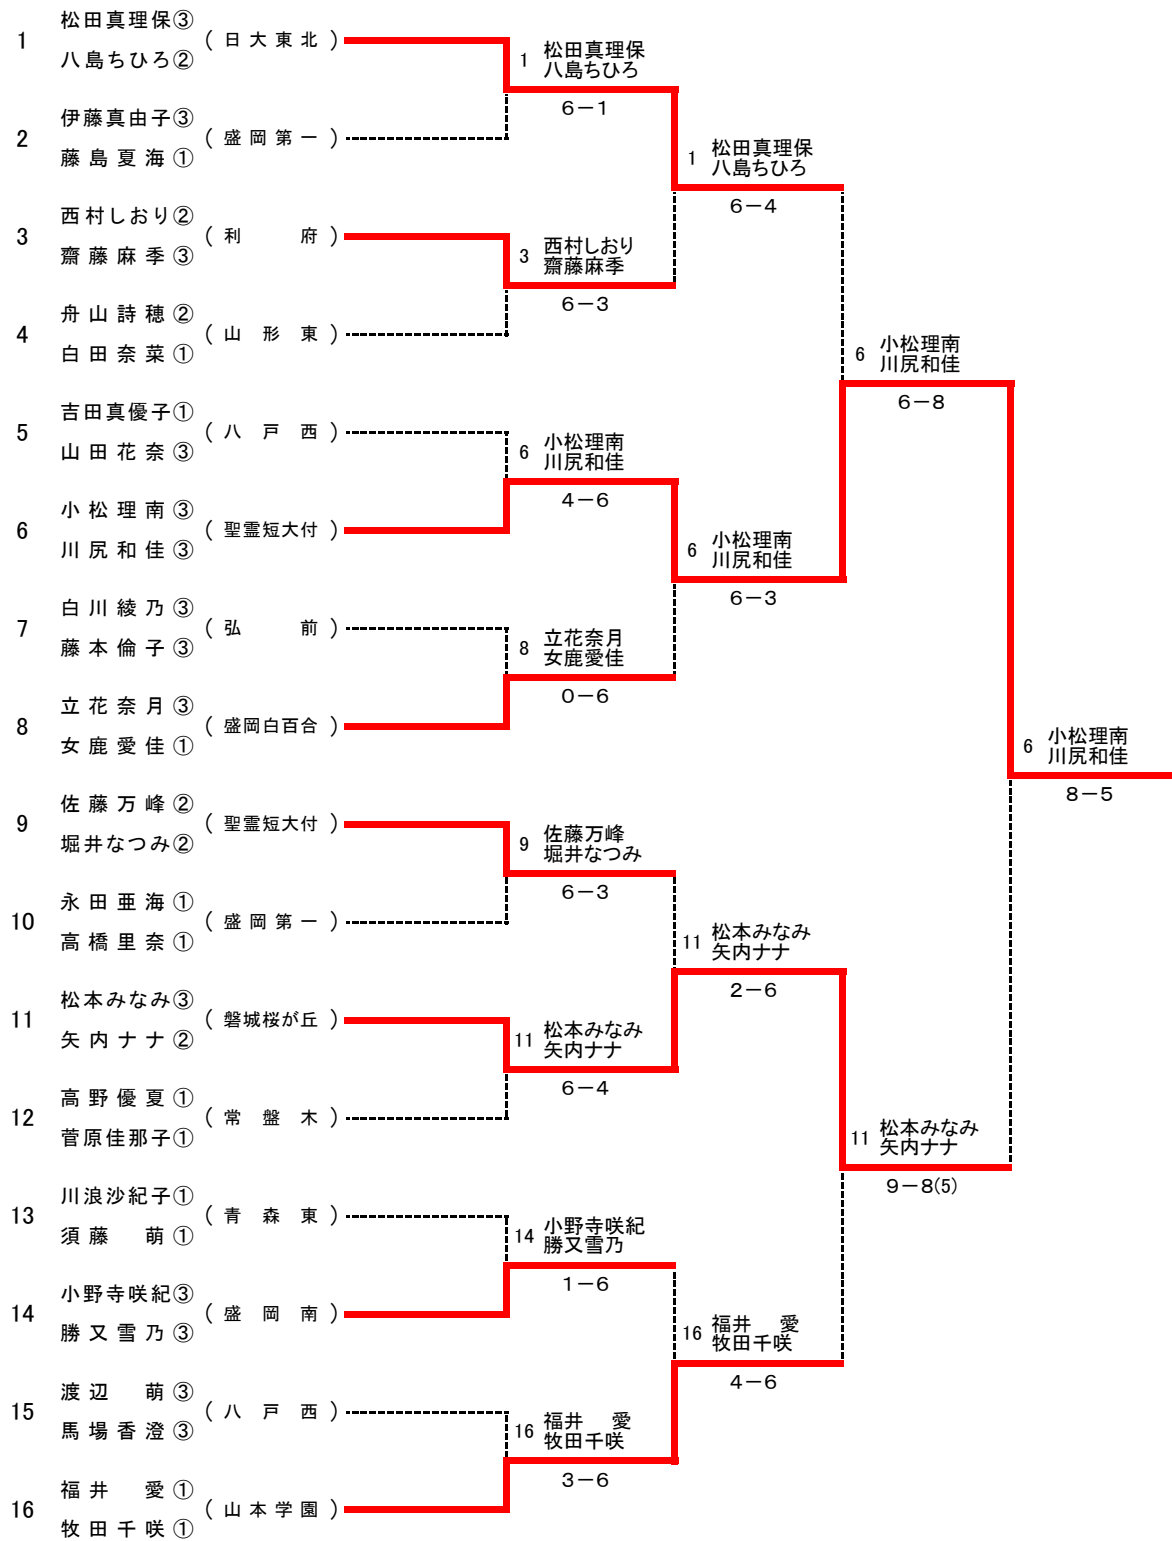 松田真理保③
1 (日大東北)
八島ちひろ②
伊藤真由子③
2 (盛岡第一)
藤島夏海①
西村しおり②
3 (利府)
齋藤麻季③
舟山詩穂②
4 (山形東)
白田奈菜①
吉田真優子①
5 (八戸西)
山田花奈③
小松理南③
6 (聖霊短大付)
川尻和佳③
白川綾乃③
7 (弘前)
藤本倫子③
立花奈月③
8 (盛岡白百合)
女鹿愛佳①
佐藤万峰②
9 (聖霊短大付)
堀井なつみ②
永田亜海①
10 (盛岡第一)
高橋里奈①
松本みなみ③
11 (磐城桜が丘)
矢内ナナ②
高野優夏①
12 (常盤木)
菅原佳那子①
川浪沙紀子①
13 (青森東)
須藤 萌①
小野寺咲紀③
14 (盛岡南)
勝又雪乃③
渡辺 萌③
15 (八戸西)
馬場香澄③
福井 愛①
16 (山本学園)
牧田千咲①
1 松田真理保
八島ちひろ
6-1
3 西村しおり
齋藤麻季
6-3
6 小松理南
川尻和佳
4-6
8 立花奈月
女鹿愛佳
0-6
9 佐藤万峰
堀井なつみ
6-3
11 松本みなみ
矢内ナナ
6-4
14 小野寺咲紀
勝又雪乃
1-6
16 福井 愛
牧田千咲
3-6
1 松田真理保
八島ちひろ
6-4
6 小松理南
川尻和佳
6-3
11 松本みなみ
矢内ナナ
2-6
16 福井 愛
牧田千咲
4-6
6 小松理南
川尻和佳
6-8
11 松本みなみ
矢内ナナ
9-8(5)
6 小松理南
川尻和佳
8-5